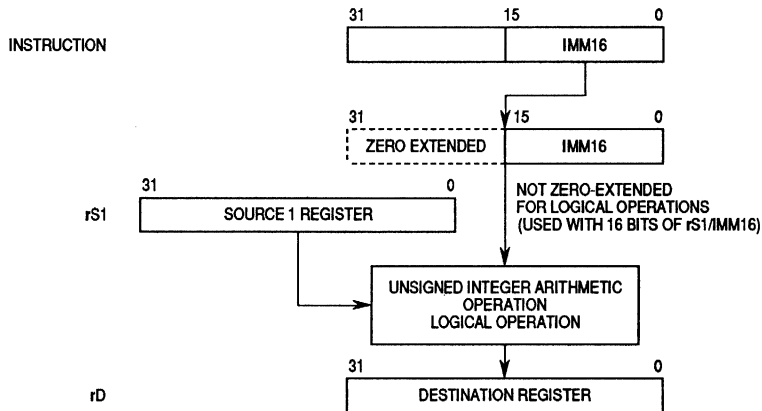 31 15 0
INSTRUCTION IMM16
31 15 0
ZERO EXTENDED IMM16
31 0
NOT ZERO-EXTENDED
rS1 SOURCE 1 REGISTER FOR LOGICAL OPERATIONS
(USED WITH 16 BITS OF rS1/IMM16)
UNSIGNED INTEGER ARITHMETIC
OPERATION
LOGICAL OPERATION
31 0
rD DESTINATION REGISTER